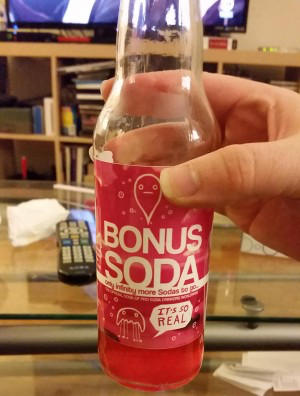 BONUS
SODA
only infinity more Sodas to go...
IT'S SO
REAL